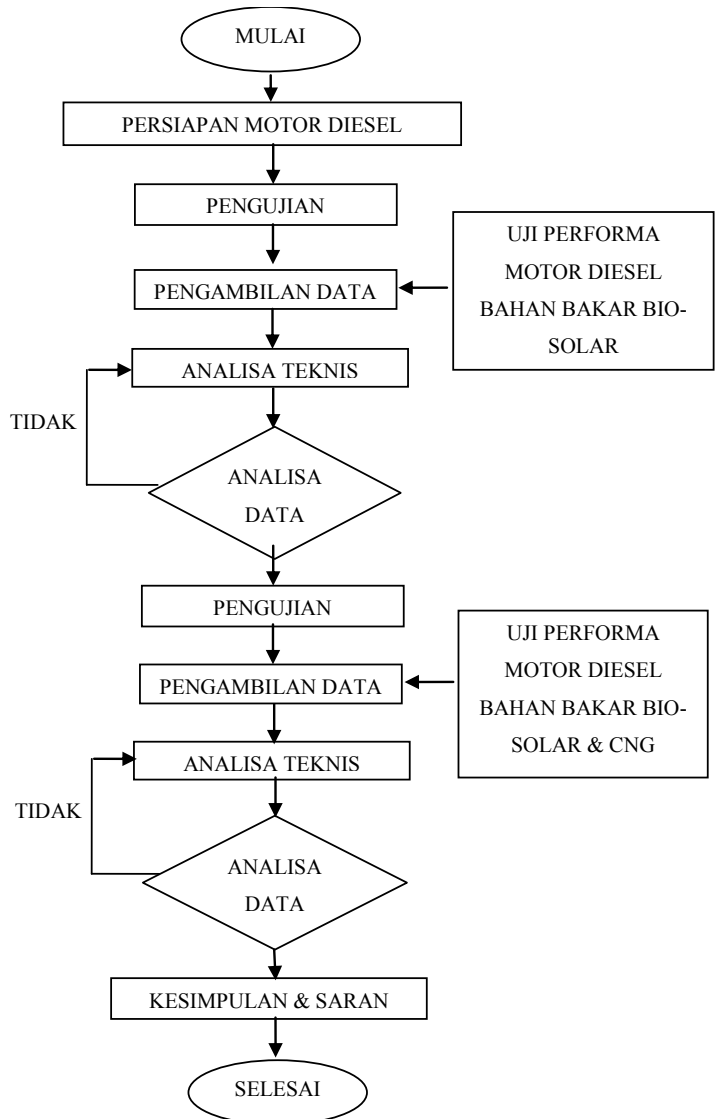 MULAI
PERSIAPAN MOTOR DIESEL
PENGUJIAN
UJI PERFORMA
MOTOR DIESEL
BAHAN BAKAR BIO-
SOLAR
PENGAMBILAN DATA
ANALISA TEKNIS
TIDAK
ANALISA
DATA
PENGUJIAN
UJI PERFORMA
MOTOR DIESEL
BAHAN BAKAR BIO-
SOLAR & CNG
PENGAMBILAN DATA
ANALISA TEKNIS
TIDAK
ANALISA
DATA
KESIMPULAN & SARAN
SELESAI